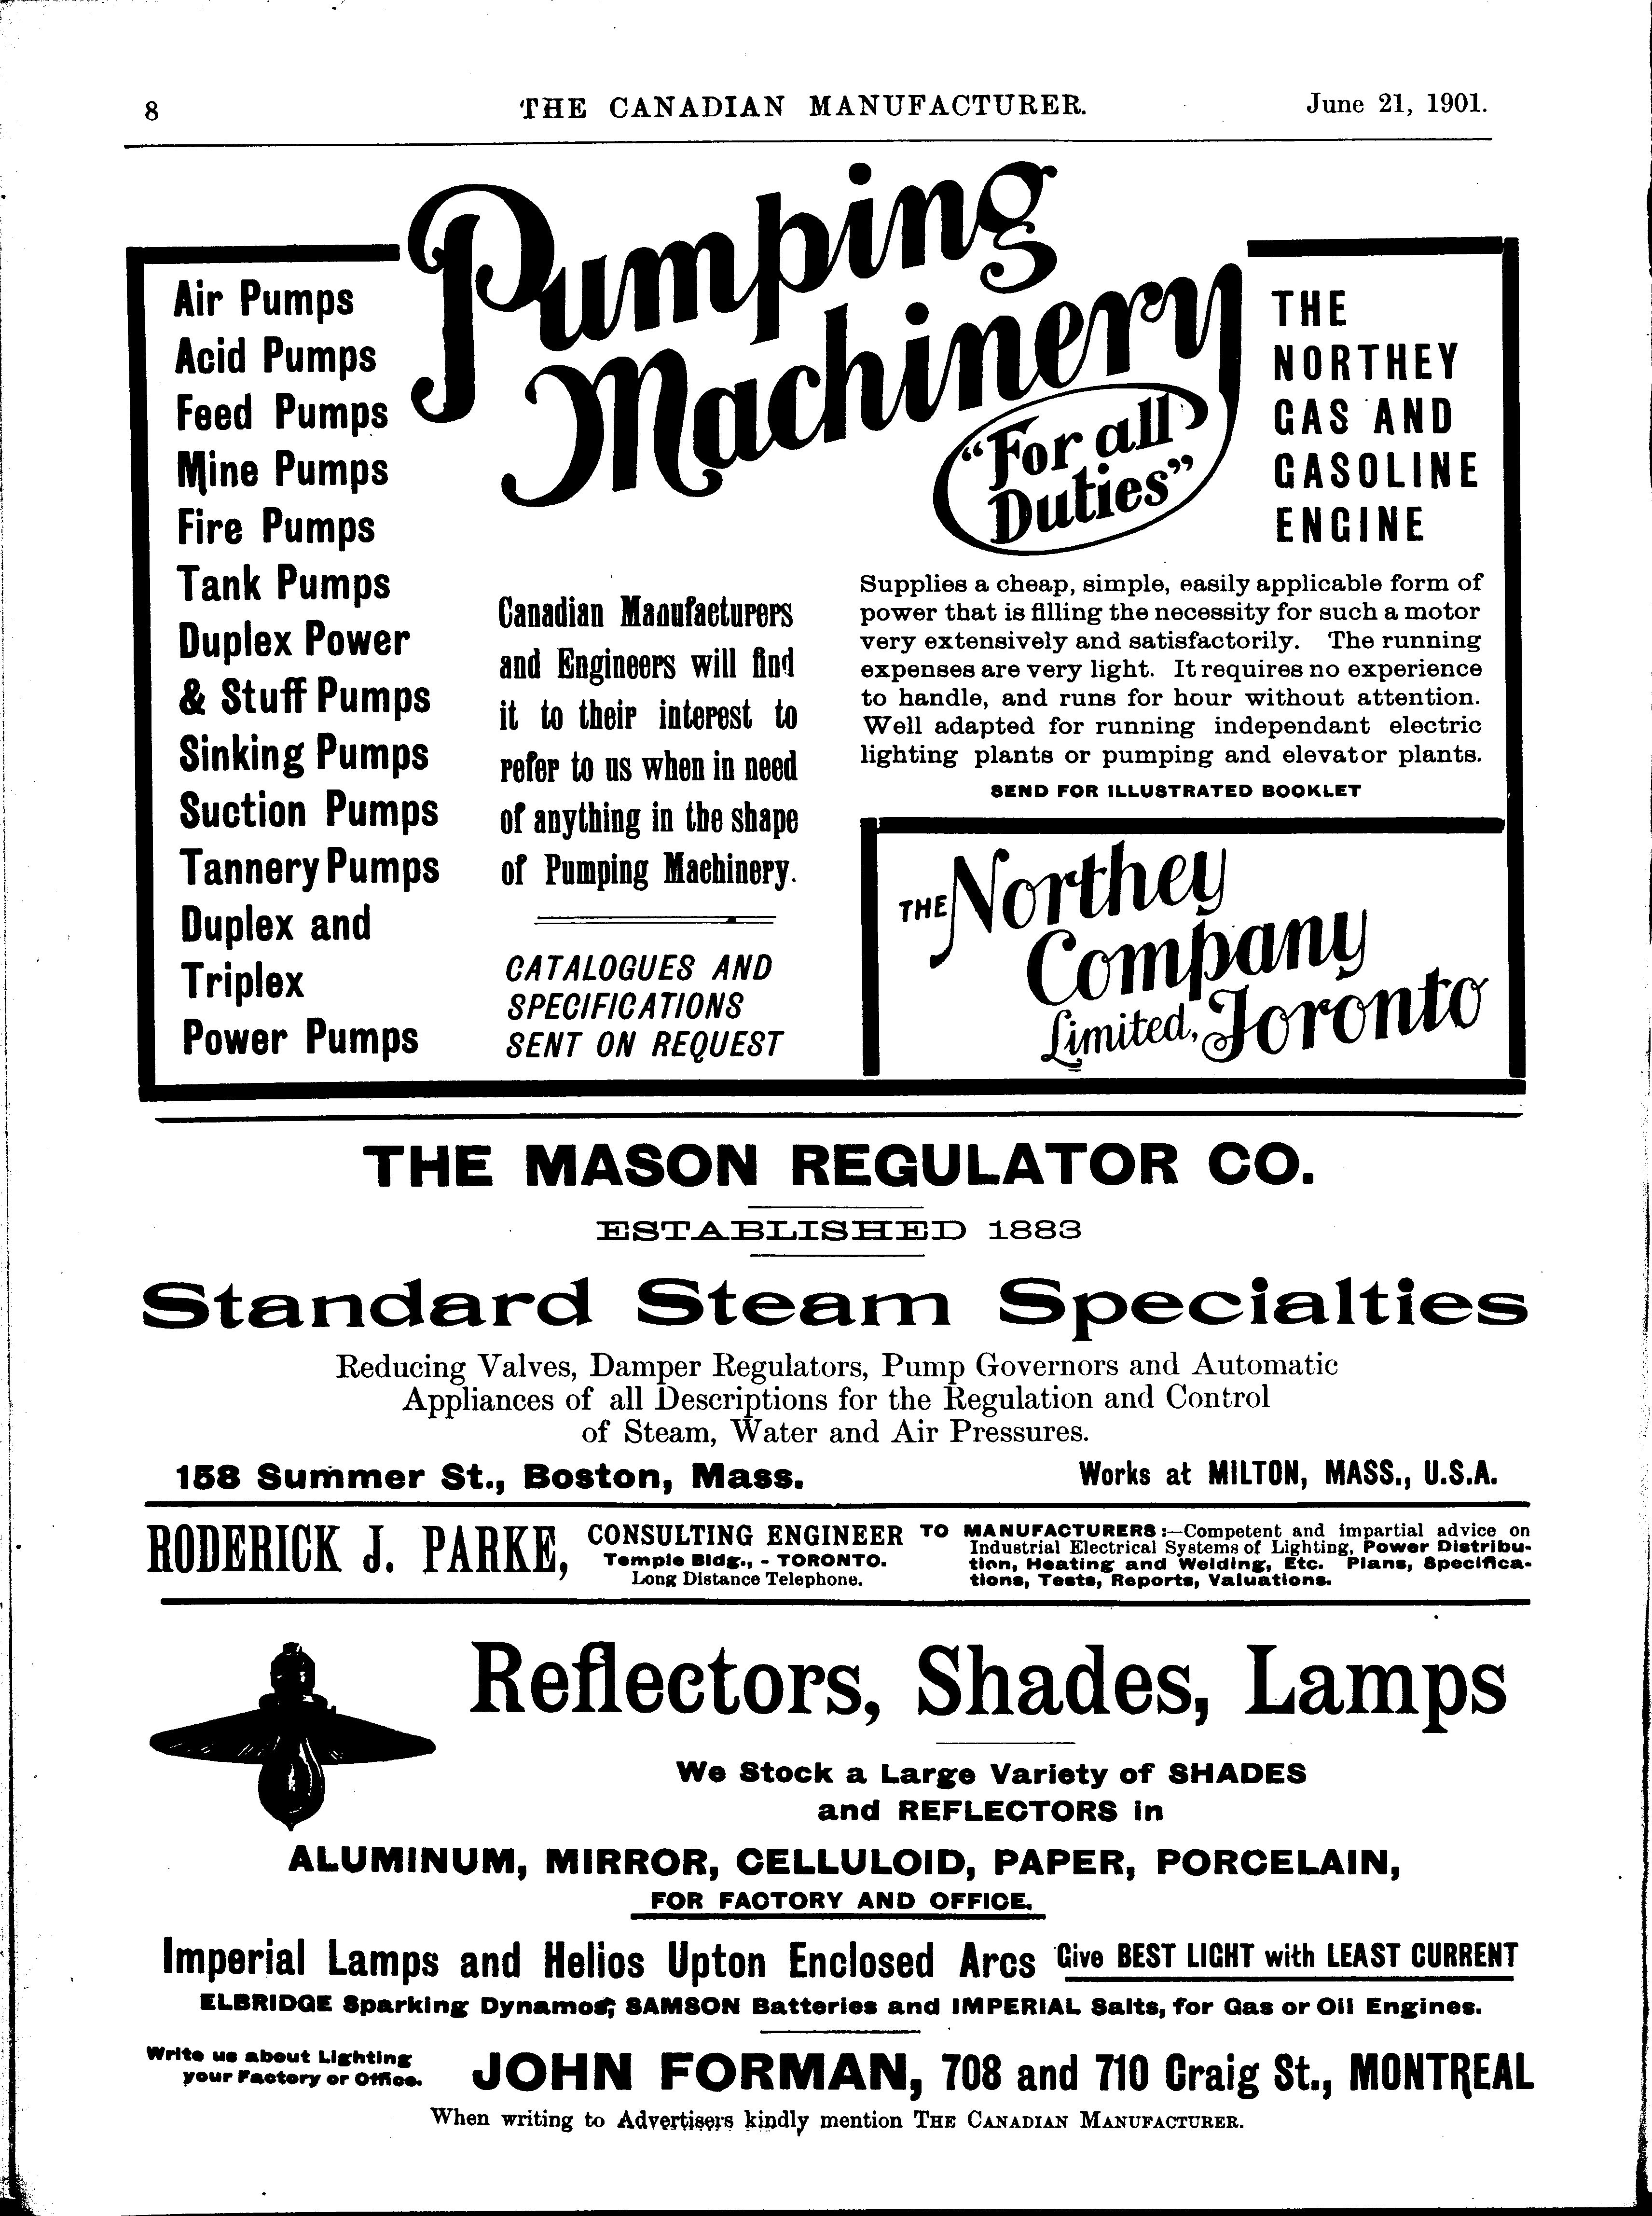 8 THE CANADIAN MANUFACTURER. June 21, 1901.
Pumping
Machinery
"For all
Duties"
Air Pumps
Acid Pumps
Feed Pumps
Mine Pumps
Fire Pumps
Tank Pumps
Duplex Power
& Stuff Pumps
Sinking Pumps
Suction Pumps
Tannery Pumps
Duplex and
Triplex
Power Pumps
Canadian Manufacturers
and Engineers will find
it to their interest to
refer to us when in need
of anything in the shape
of Pumping Machinery.
CATALOGUES AND
SPECIFICATIONS
SENT ON REQUEST
THE
NORTHEY
GAS AND
GASOLINE
ENGINE
Supplies a cheap, simple, easily applicable form of
power that is filling the necessity for such a motor
very extensively and satisfactorily. The running
expenses are very light. It requires no experience
to handle, and runs for hour without attention.
Well adapted for running independant electric
lighting plants or pumping and elevator plants.
SEND FOR ILLUSTRATED BOOKLET
THE Northey
Company
Limited, Toronto
THE MASON REGULATOR CO.
ESTABLISHED 1883
Standard Steam Specialties
Reducing Valves, Damper Regulators, Pump Governors and Automatic
Appliances of all Descriptions for the Regulation and Control
of Steam, Water and Air Pressures.
158 Summer St., Boston, Mass. Works at MILTON, MASS., U.S.A.
RODERICK J. PARKE,
CONSULTING ENGINEER
Temple Bldg., - TORONTO.
Long Distance Telephone.
TO MANUFACTURERS:—Competent and impartial advice on
Industrial Electrical Systems of Lighting, Power Distribu-
tion, Heating and Welding, Etc. Plans, Specifica-
tions, Tests, Reports, Valuations.
Reflectors, Shades, Lamps
We Stock a Large Variety of SHADES
and REFLECTORS in
ALUMINUM, MIRROR, CELLULOID, PAPER, PORCELAIN,
FOR FACTORY AND OFFICE.
Imperial Lamps and Helios Upton Enclosed Arcs Give BEST LIGHT with LEAST CURRENT
ELBRIDGE Sparking Dynamos; SAMSON Batteries and IMPERIAL Salts, for Gas or Oil Engines.
Write us about Lighting
your Factory or Office.
JOHN FORMAN, 708 and 710 Craig St., MONTREAL
When writing to Advertisers kindly mention THE CANADIAN MANUFACTURER.